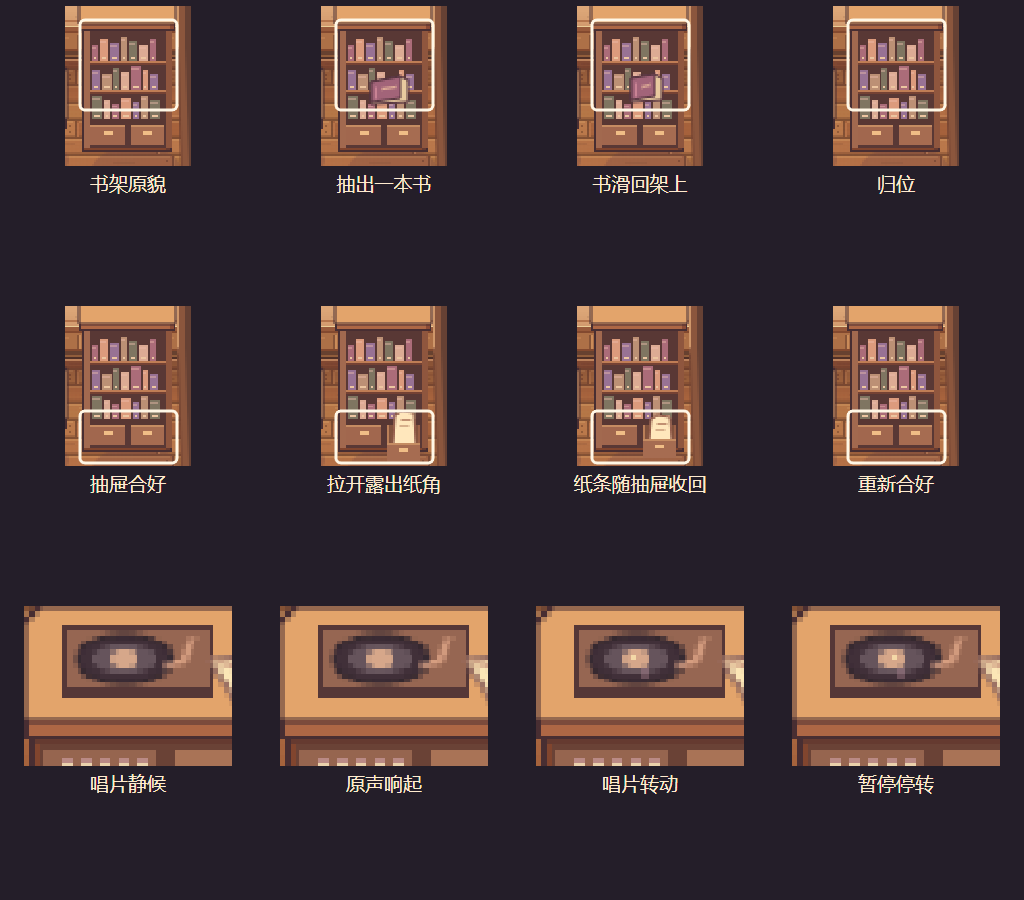 书架原貌
抽出一本书
书滑回架上
归位
抽屉合好
拉开露出纸角
纸条随抽屉收回
重新合好
唱片静候
原声响起
唱片转动
暂停停转